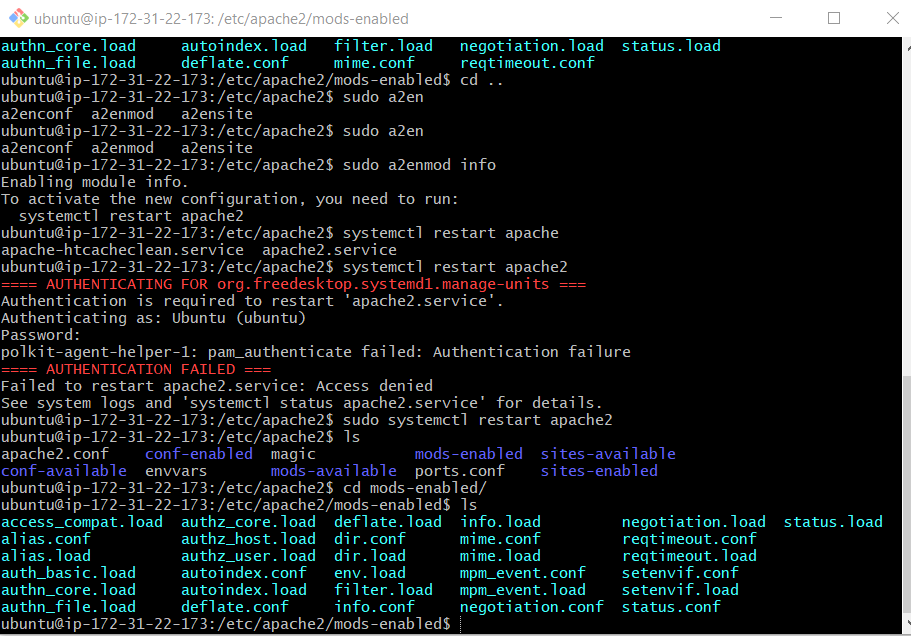 ubuntu@ip-172-31-22-173: /etc/apache2/mods-enabled
authn_core.load     autoindex.load   filter.load   negotiation.load  status.load
authn_file.load     deflate.conf     mime.conf     reqtimeout.conf
ubuntu@ip-172-31-22-173:/etc/apache2/mods-enabled$ cd ..
ubuntu@ip-172-31-22-173:/etc/apache2$ sudo a2en
a2enconf  a2enmod   a2ensite
ubuntu@ip-172-31-22-173:/etc/apache2$ sudo a2en
a2enconf  a2enmod   a2ensite
ubuntu@ip-172-31-22-173:/etc/apache2$ sudo a2enmod info
Enabling module info.
To activate the new configuration, you need to run:
  systemctl restart apache2
ubuntu@ip-172-31-22-173:/etc/apache2$ systemctl restart apache
apache-htcacheclean.service  apache2.service
ubuntu@ip-172-31-22-173:/etc/apache2$ systemctl restart apache2
==== AUTHENTICATING FOR org.freedesktop.systemd1.manage-units ===
Authentication is required to restart 'apache2.service'.
Authenticating as: Ubuntu (ubuntu)
Password:
polkit-agent-helper-1: pam_authenticate failed: Authentication failure
==== AUTHENTICATION FAILED ===
Failed to restart apache2.service: Access denied
See system logs and 'systemctl status apache2.service' for details.
ubuntu@ip-172-31-22-173:/etc/apache2$ sudo systemctl restart apache2
ubuntu@ip-172-31-22-173:/etc/apache2$ ls
apache2.conf    conf-enabled  magic           mods-enabled  sites-available
conf-available  envvars       mods-available  ports.conf    sites-enabled
ubuntu@ip-172-31-22-173:/etc/apache2$ cd mods-enabled/
ubuntu@ip-172-31-22-173:/etc/apache2/mods-enabled$ ls
access_compat.load  authz_core.load  deflate.load  info.load         negotiation.load  status.load
alias.conf          authz_host.load  dir.conf      mime.conf         reqtimeout.conf
alias.load          authz_user.load  dir.load      mime.load         reqtimeout.load
auth_basic.load     autoindex.conf   env.load      mpm_event.conf    setenvif.conf
authn_core.load     autoindex.load   filter.load   mpm_event.load    setenvif.load
authn_file.load     deflate.conf     info.conf     negotiation.conf  status.conf
ubuntu@ip-172-31-22-173:/etc/apache2/mods-enabled$